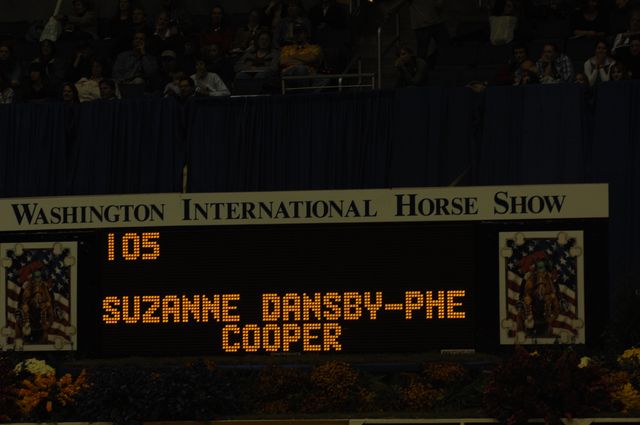 Washington International Horse Show
105
SUZANNE DANSBY-PHE
COOPER